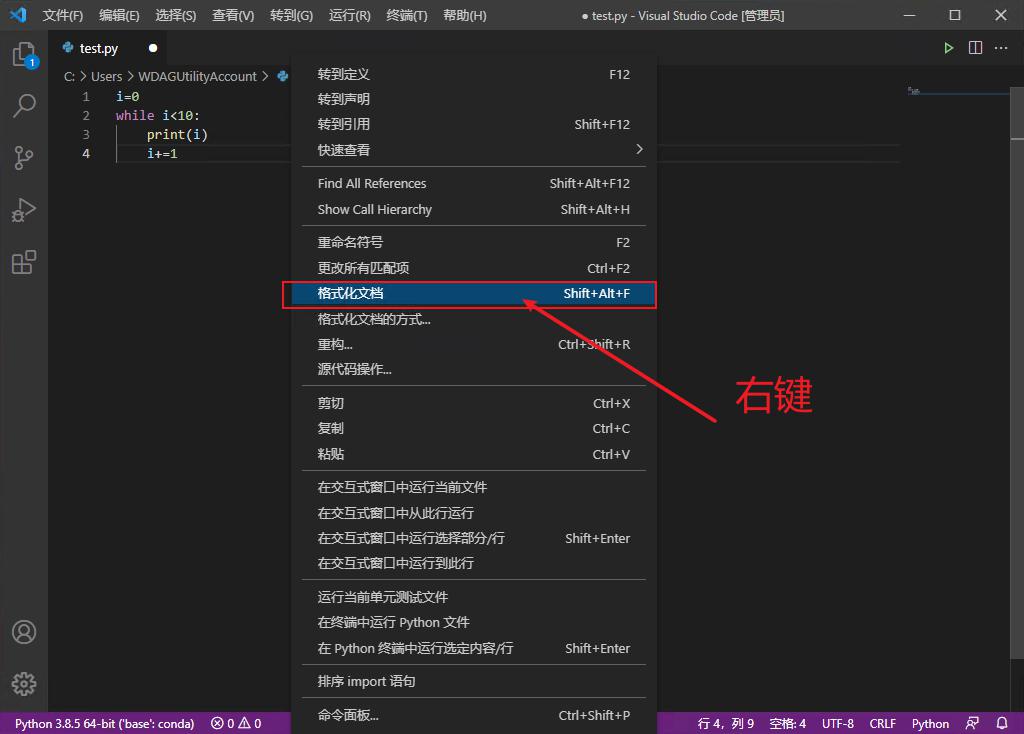 文件(F) 编辑(E) 选择(S) 查看(V) 转到(G) 运行(R) 终端(T) 帮助(H) ● test.py - Visual Studio Code [管理员]
1
test.py ●
C: > Users > WDAGUtilityAccount >
1 i=0
2 while i<10:
3 print(i)
4 i+=1
转到定义 F12
转到声明
转到引用 Shift+F12
快速查看
Find All References Shift+Alt+F12
Show Call Hierarchy Shift+Alt+H
重命名符号 F2
更改所有匹配项 Ctrl+F2
格式化文档 Shift+Alt+F
格式化文档的方式...
重构... Ctrl+Shift+R
源代码操作...
剪切 Ctrl+X
复制 Ctrl+C
粘贴 Ctrl+V
在交互式窗口中运行当前文件
在交互式窗口中从此行运行
在交互式窗口中运行选择部分/行 Shift+Enter
在交互式窗口中运行到此行
运行当前单元测试文件
在终端中运行 Python 文件
在 Python 终端中运行选定内容/行 Shift+Enter
排序 import 语句
命令面板... Ctrl+Shift+P
右键
Python 3.8.5 64-bit ('base': conda) 0 0 行 4，列 9 空格: 4 UTF-8 CRLF Python